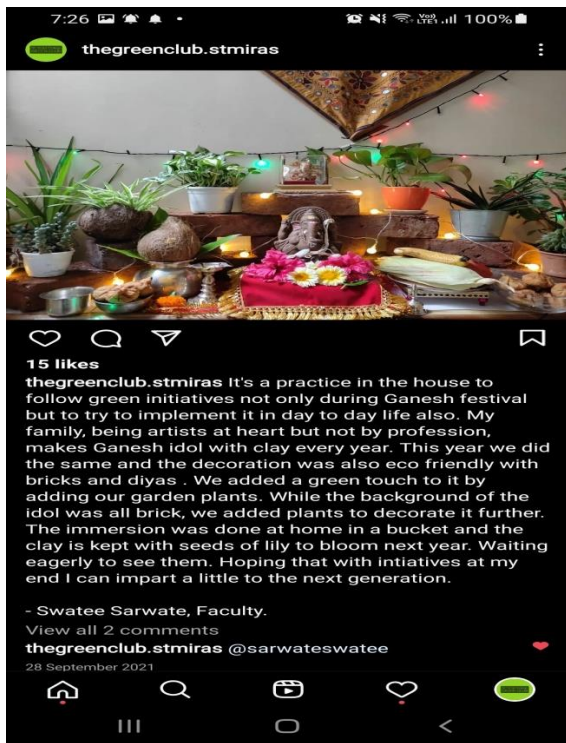 7:26
Vo)) LTE1 100%
thegreenclub.stmiras
15 likes
thegreenclub.stmiras It's a practice in the house to
follow green initiatives not only during Ganesh festival
but to try to implement it in day to day life also. My
family, being artists at heart but not by profession,
makes Ganesh idol with clay every year. This year we did
the same and the decoration was also eco friendly with
bricks and diyas . We added a green touch to it by
adding our garden plants. While the background of the
idol was all brick, we added plants to decorate it further.
The immersion was done at home in a bucket and the
clay is kept with seeds of lily to bloom next year. Waiting
eagerly to see them. Hoping that with intiatives at my
end I can impart a little to the next generation.
- Swatee Sarwate, Faculty.
View all 2 comments
thegreenclub.stmiras @sarwateswatee
28 September 2021